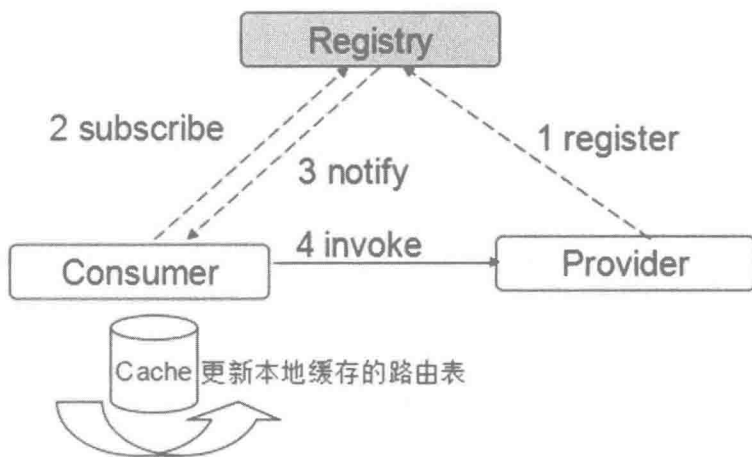 Registry
2 subscribe
1 register
3 notify
4 invoke
Consumer
Provider
Cache 更新本地缓存的路由表